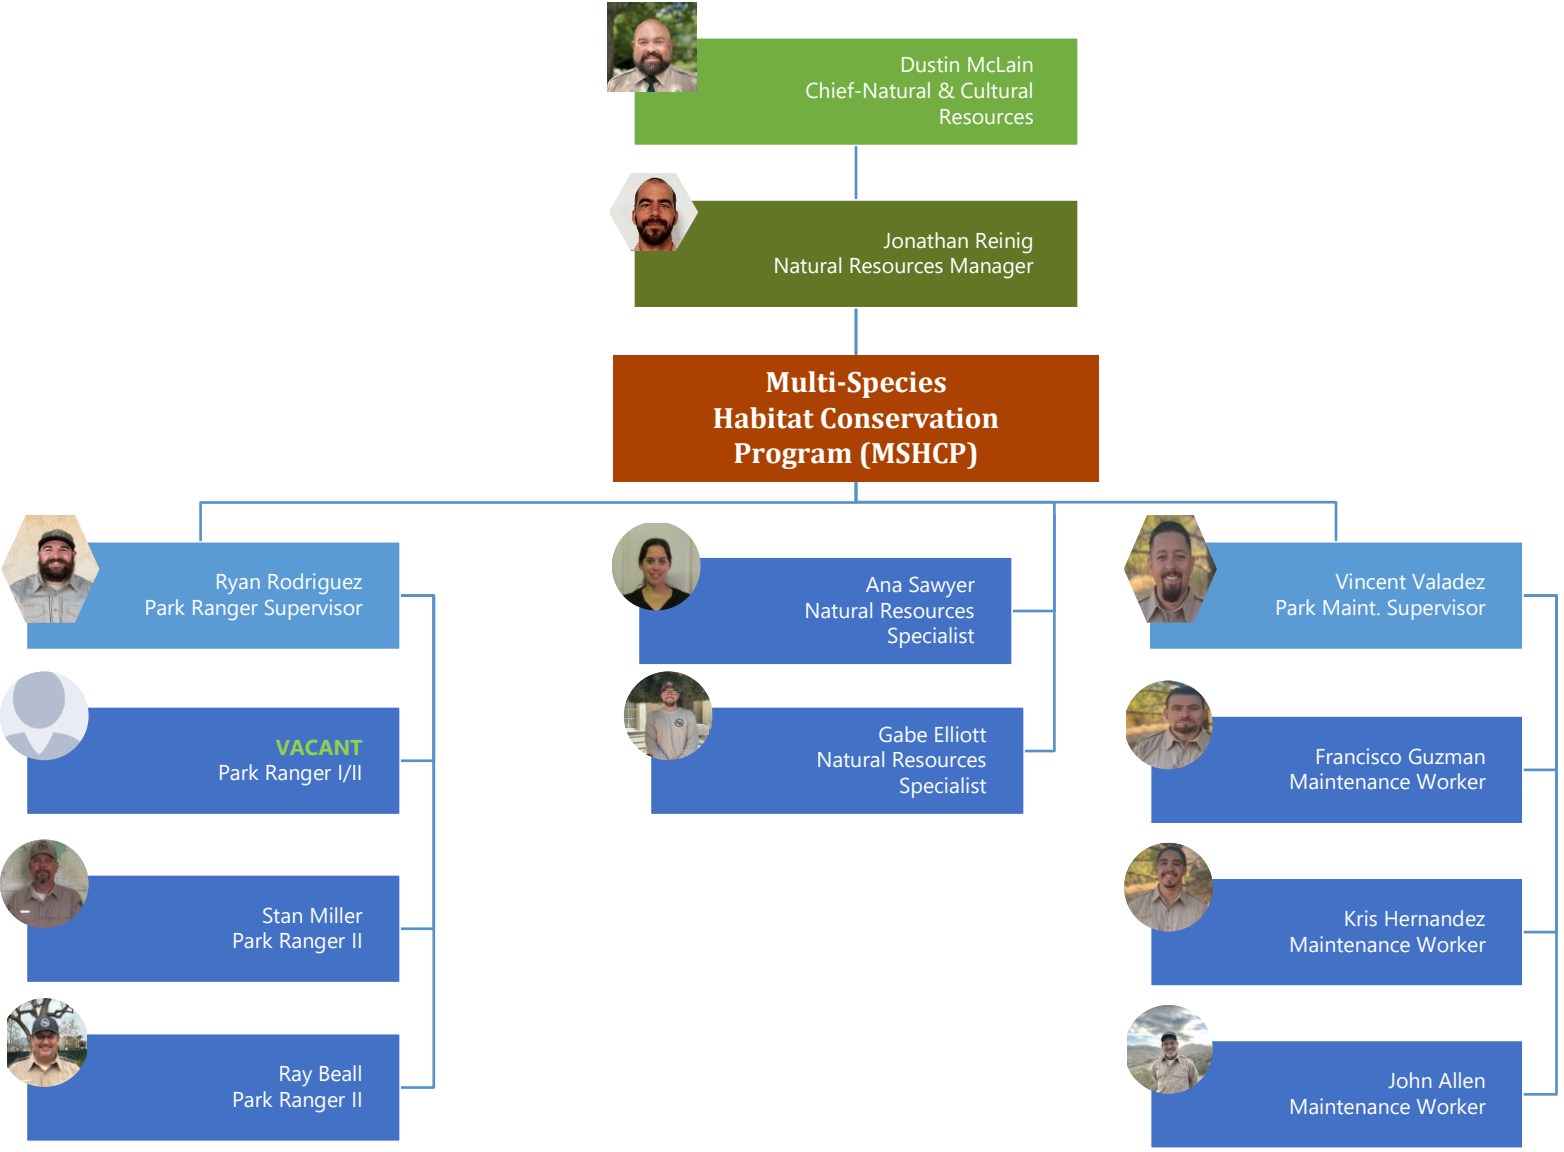 Dustin McLain
Chief-Natural & Cultural
Resources
Jonathan Reinig
Natural Resources Manager
Multi-Species
Habitat Conservation
Program (MSHCP)
Ryan Rodriguez
Park Ranger Supervisor
VACANT
Park Ranger I/II
Stan Miller
Park Ranger II
Ray Beall
Park Ranger II
Ana Sawyer
Natural Resources
Specialist
Gabe Elliott
Natural Resources
Specialist
Vincent Valadez
Park Maint. Supervisor
Francisco Guzman
Maintenance Worker
Kris Hernandez
Maintenance Worker
John Allen
Maintenance Worker